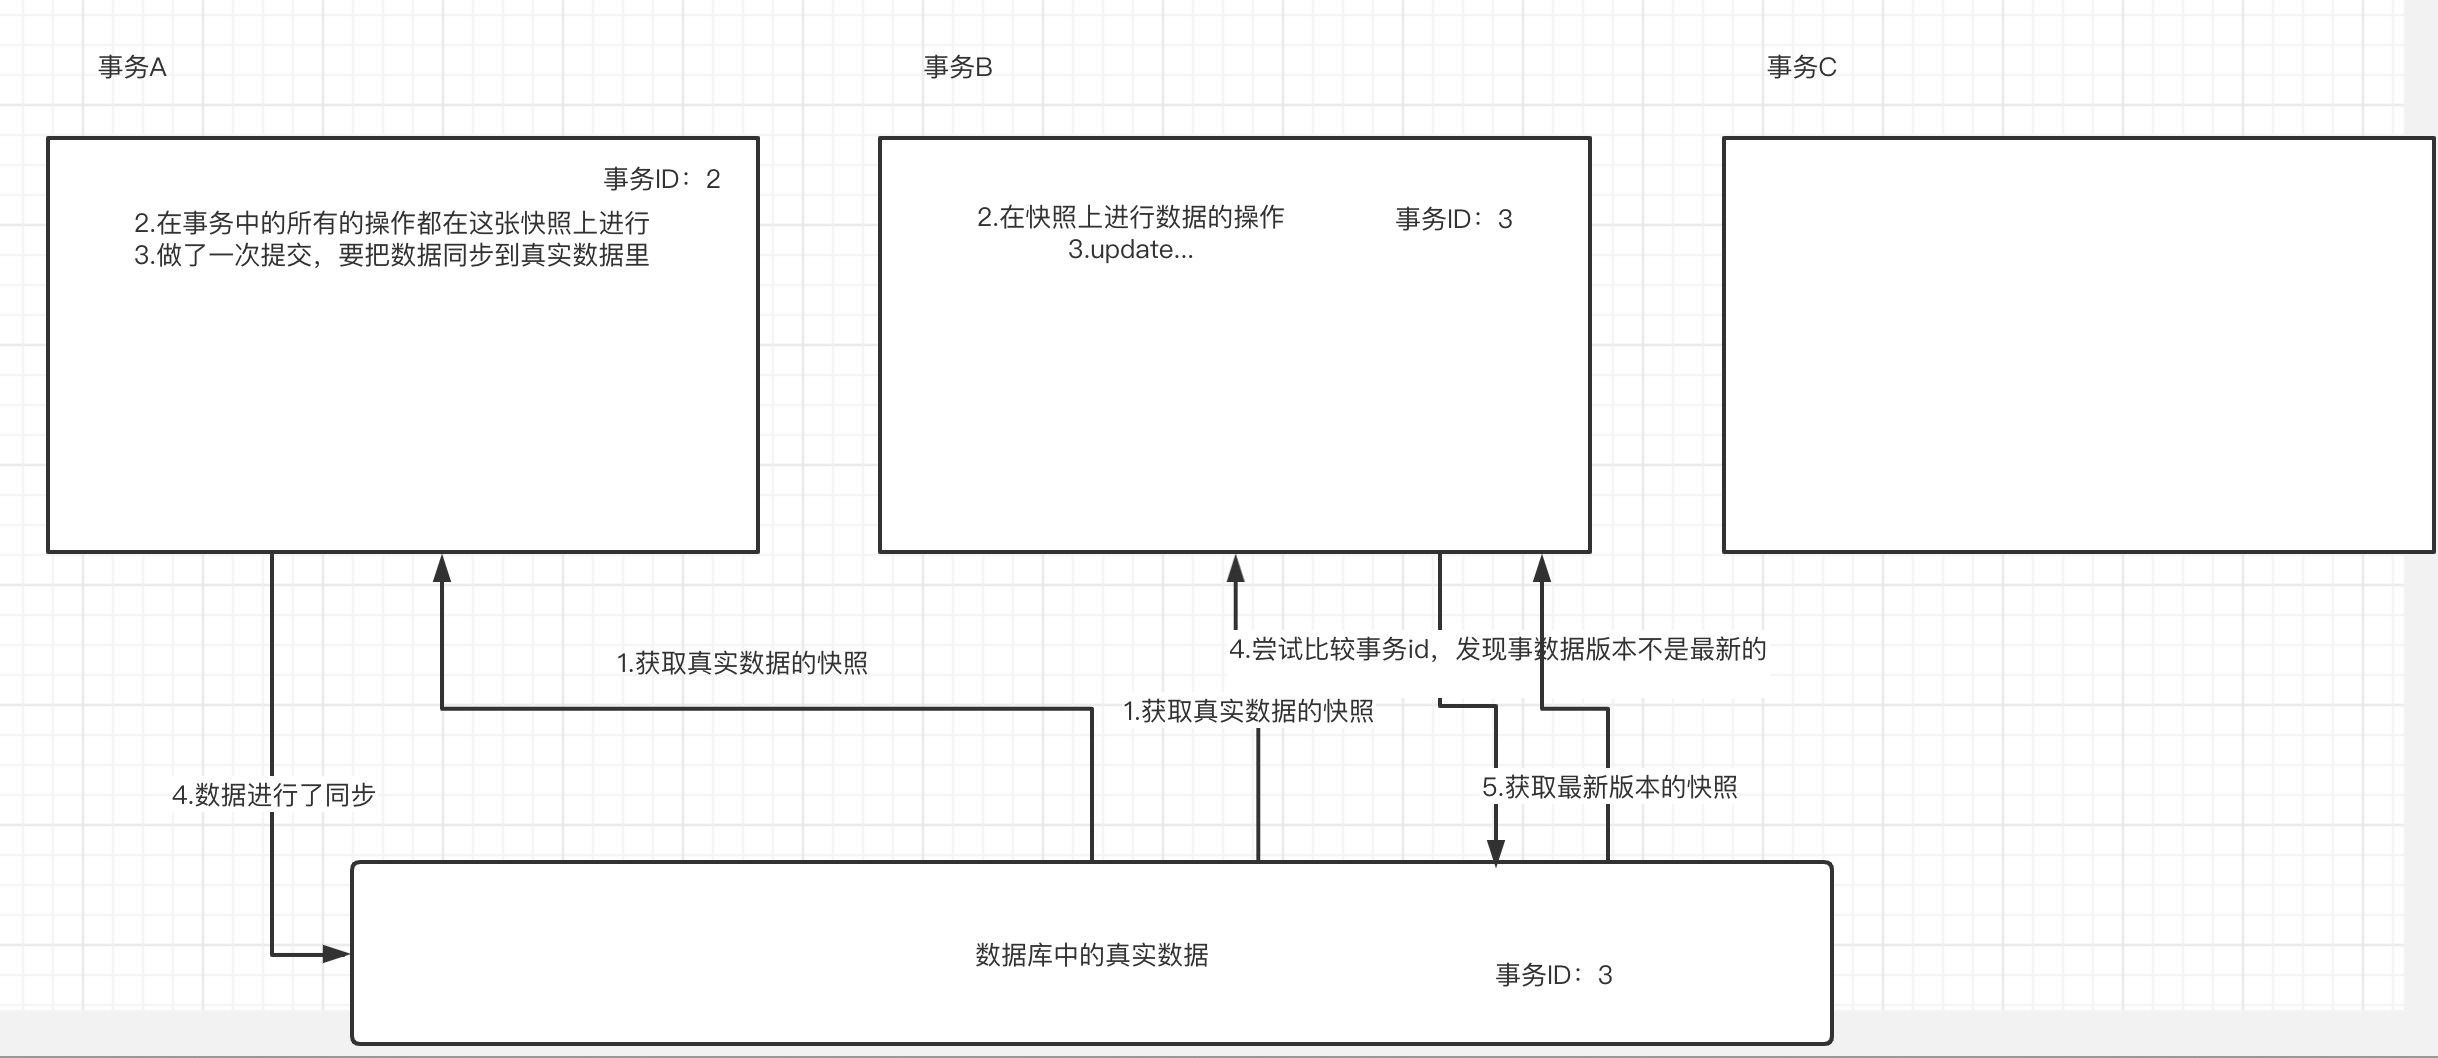 事务A
事务B
事务C
事务ID：2
2.在事务中的所有的操作都在这张快照上进行
3.做了一次提交，要把数据同步到真实数据里
2.在快照上进行数据的操作
3.update...
事务ID：3
1.获取真实数据的快照
4.尝试比较事务id，发现事数据版本不是最新的
1.获取真实数据的快照
4.数据进行了同步
5.获取最新版本的快照
数据库中的真实数据
事务ID：3